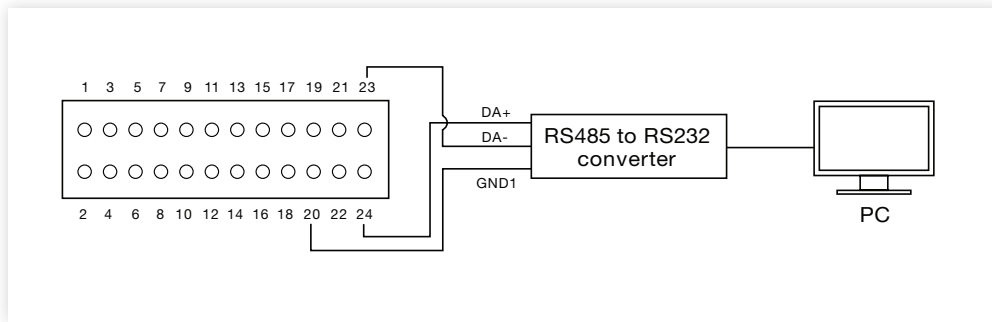 1 3 5 7 9 11 13 15 17 19 21 23
DA+
DA-
GND1
RS485 to RS232
converter
2 4 6 8 10 12 14 16 18 20 22 24
PC